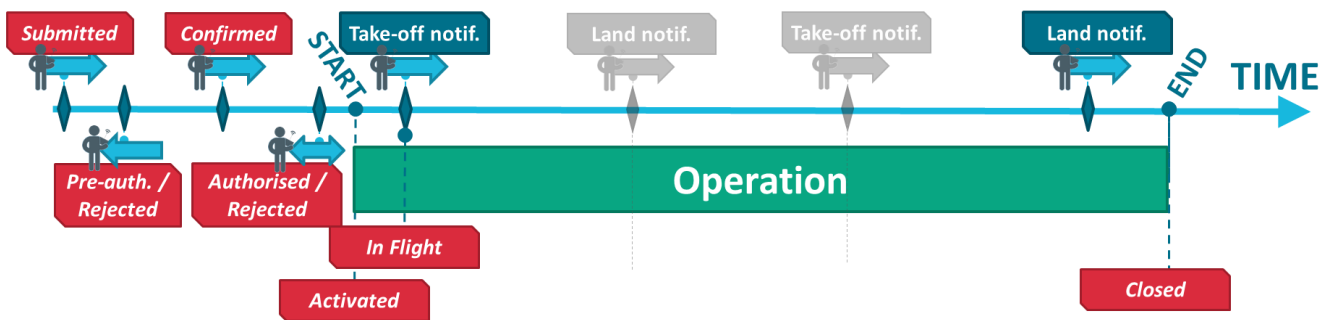 Submitted
Confirmed
START
Take-off notif.
Land notif.
Take-off notif.
Land notif.
END
TIME
Pre-auth. /
Rejected
Authorised /
Rejected
Operation
In Flight
Activated
Closed